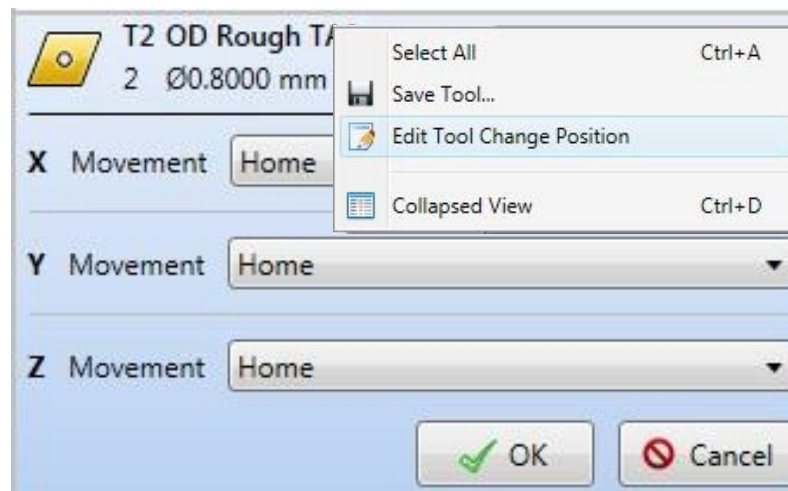 T2 OD Rough
2 Ø0.8000 mm
Select All Ctrl+A
Save Tool...
Edit Tool Change Position
Collapsed View Ctrl+D
X Movement Home
Y Movement Home
Z Movement Home
OK Cancel